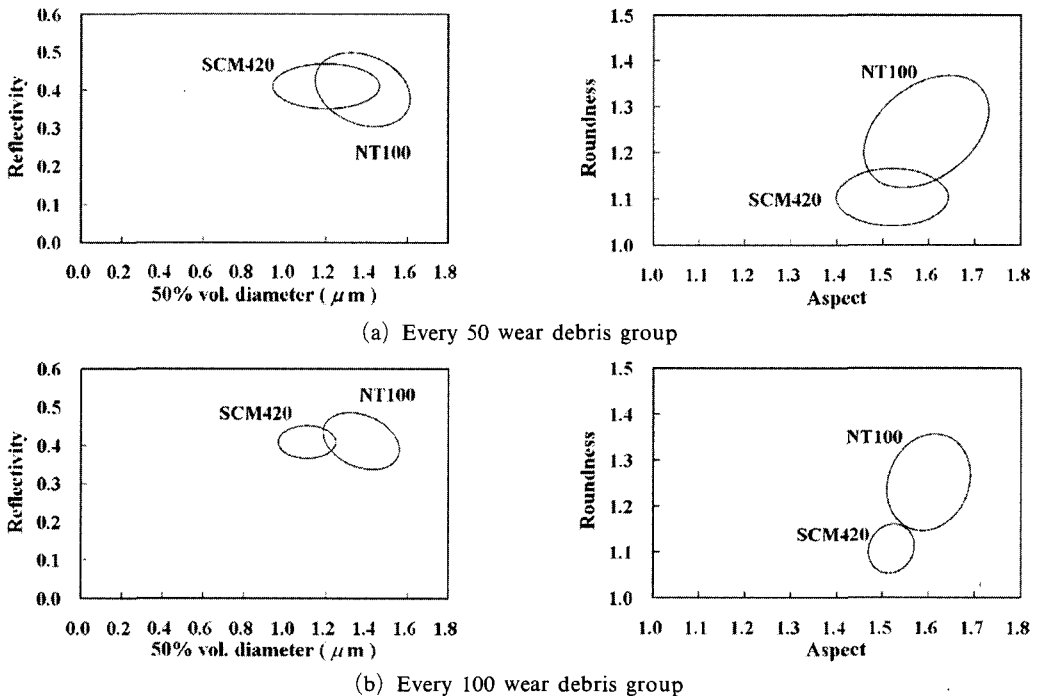 0.6
0.5
0.4
0.3
0.2
0.1
0.0
Reflectivity
SCM420
NT100
0.0 0.2 0.4 0.6 0.8 1.0 1.2 1.4 1.6 1.8
50% vol. diameter ( μm )
1.5
1.4
1.3
1.2
1.1
1.0
Roundness
NT100
SCM420
1.0 1.1 1.2 1.3 1.4 1.5 1.6 1.7 1.8
Aspect
(a) Every 50 wear debris group
0.6
0.5
0.4
0.3
0.2
0.1
0.0
Reflectivity
NT100
SCM420
0.0 0.2 0.4 0.6 0.8 1.0 1.2 1.4 1.6 1.8
50% vol. diameter ( μm )
1.5
1.4
1.3
1.2
1.1
1.0
Roundness
NT100
SCM420
1.0 1.1 1.2 1.3 1.4 1.5 1.6 1.7 1.8
Aspect
(b) Every 100 wear debris group